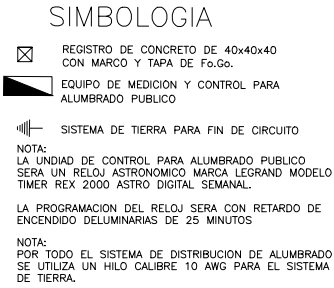 SIMBOLOGIA
REGISTRO DE CONCRETO DE 40x40x40
CON MARCO Y TAPA DE Fo.Go.
EQUIPO DE MEDICION Y CONTROL PARA
ALUMBRADO PUBLICO
SISTEMA DE TIERRA PARA FIN DE CIRCUITO
NOTA:
LA UNDIAD DE CONTROL PARA ALUMBRADO PUBLICO
SERA UN RELOJ ASTRONOMICO MARCA LEGRAND MODELO
TIMER REX 2000 ASTRO DIGITAL SEMANAL.
LA PROGRAMACION DEL RELOJ SERA CON RETARDO DE
ENCENDIDO DELUMINARIAS DE 25 MINUTOS
NOTA:
POR TODO EL SISTEMA DE DISTRIBUCION DE ALUMBRADO
SE UTILIZA UN HILO CALIBRE 10 AWG PARA EL SISTEMA
DE TIERRA.